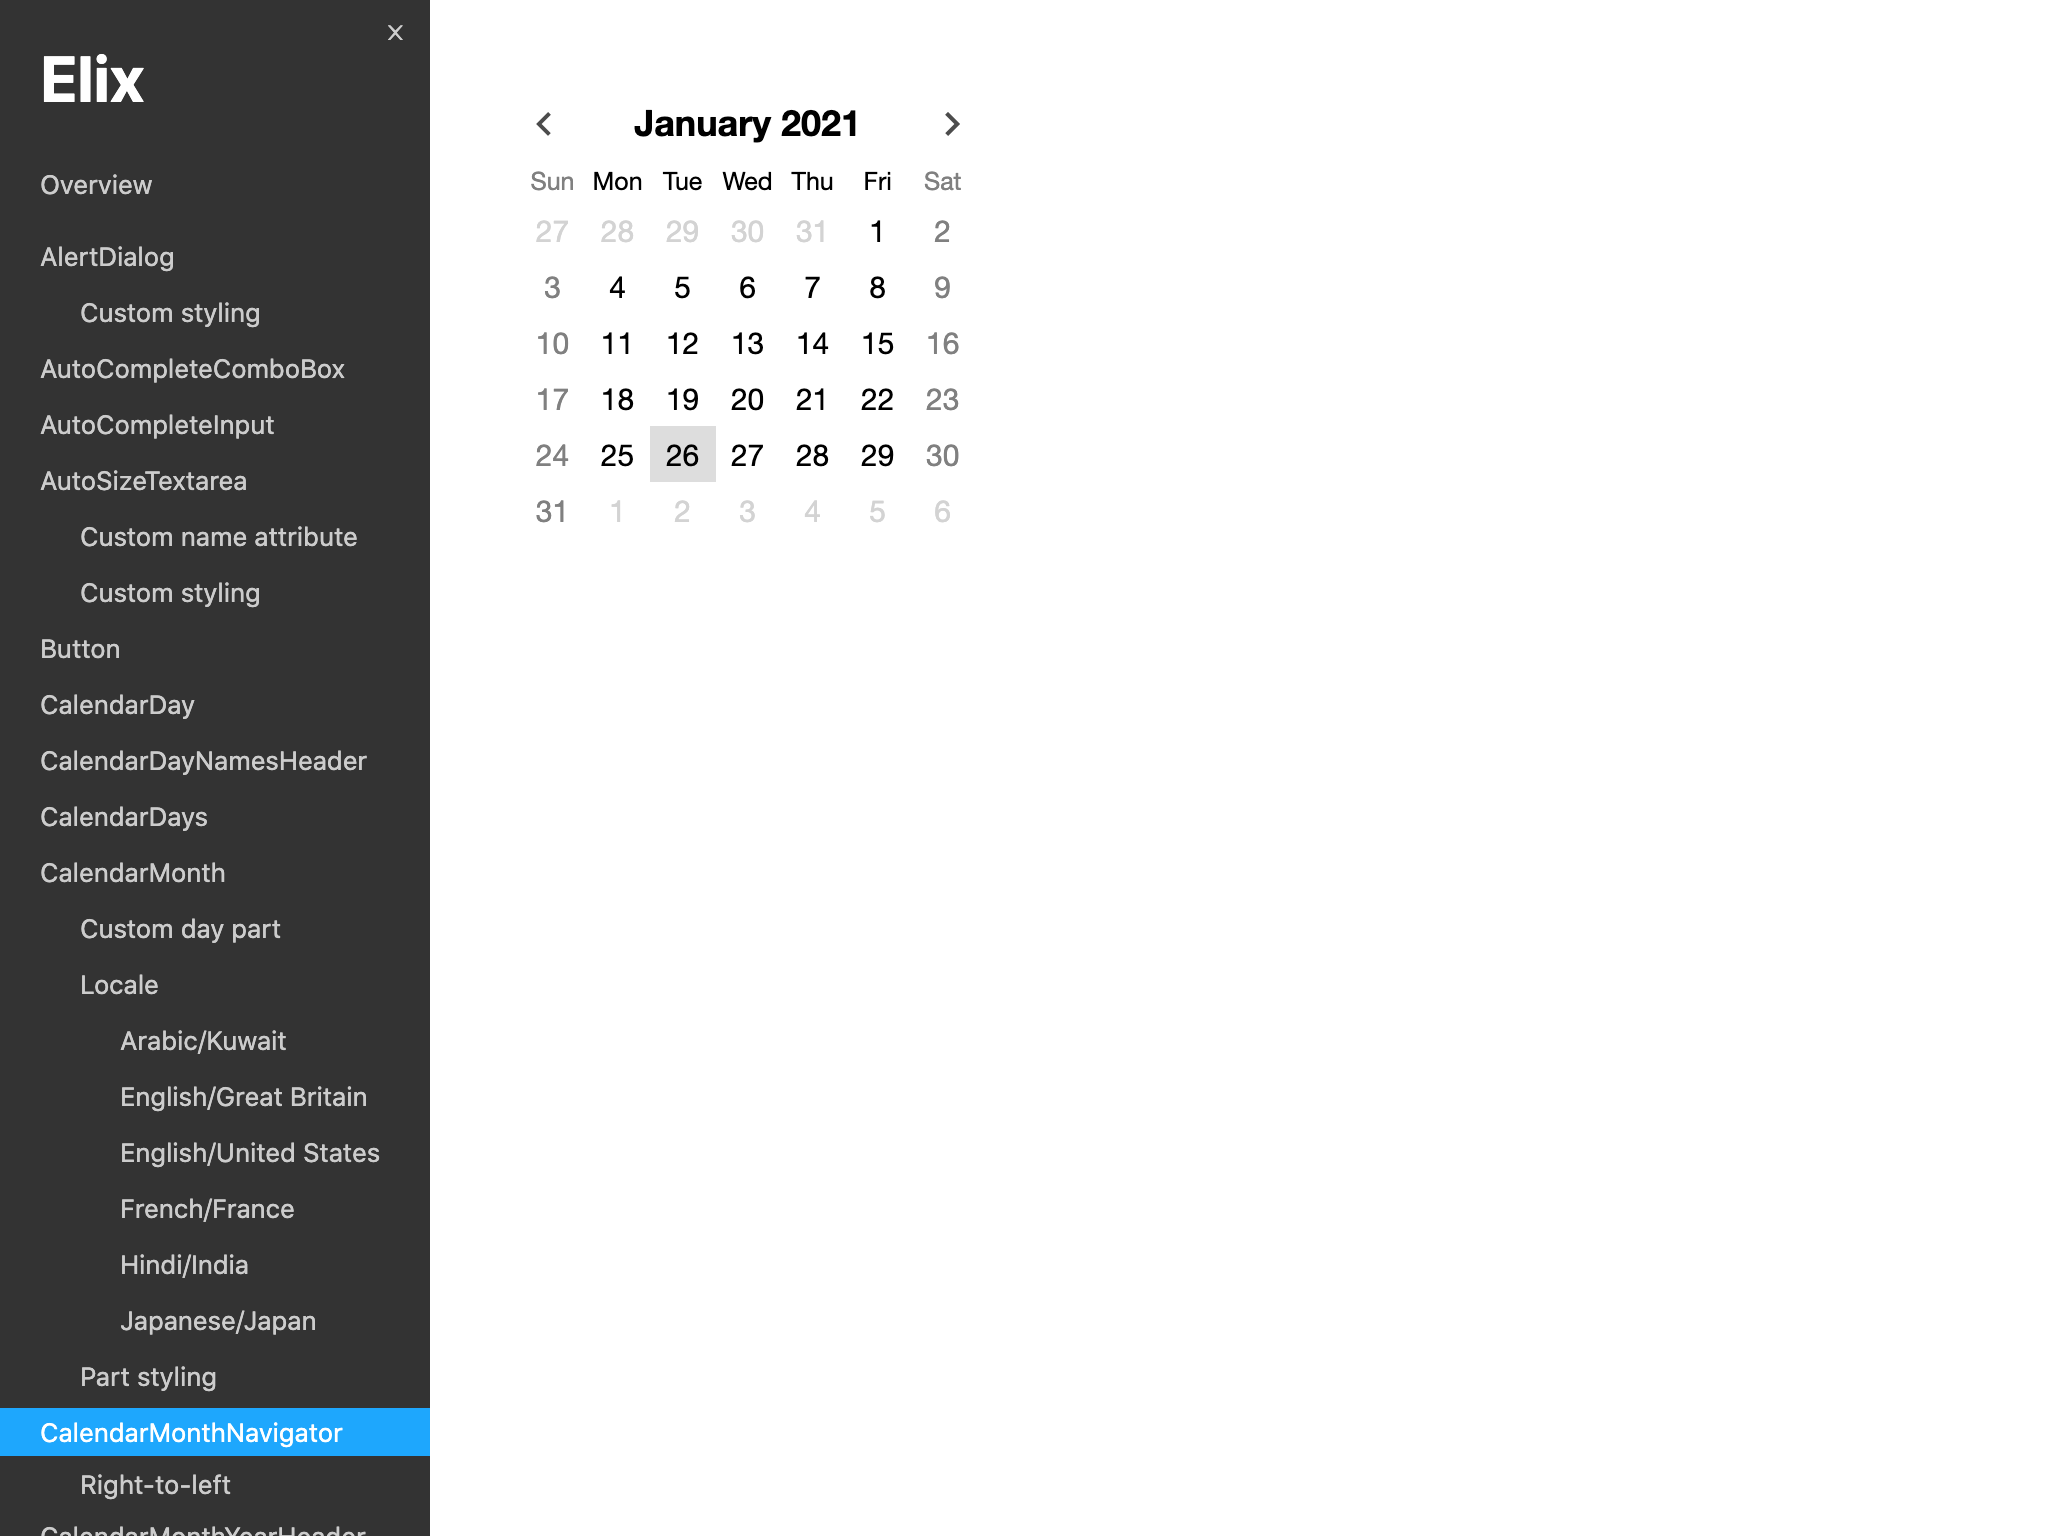 x
Elix
Overview
AlertDialog
Custom styling
AutoCompleteComboBox
AutoCompleteInput
AutoSizeTextarea
Custom name attribute
Custom styling
Button
CalendarDay
CalendarDayNamesHeader
CalendarDays
CalendarMonth
Custom day part
Locale
Arabic/Kuwait
English/Great Britain
English/United States
French/France
Hindi/India
Japanese/Japan
Part styling
CalendarMonthNavigator
Right-to-left
CalendarMonthYearHeader
January 2021
Sun Mon Tue Wed Thu Fri Sat
27 28 29 30 31 1 2
3 4 5 6 7 8 9
10 11 12 13 14 15 16
17 18 19 20 21 22 23
24 25 26 27 28 29 30
31 1 2 3 4 5 6